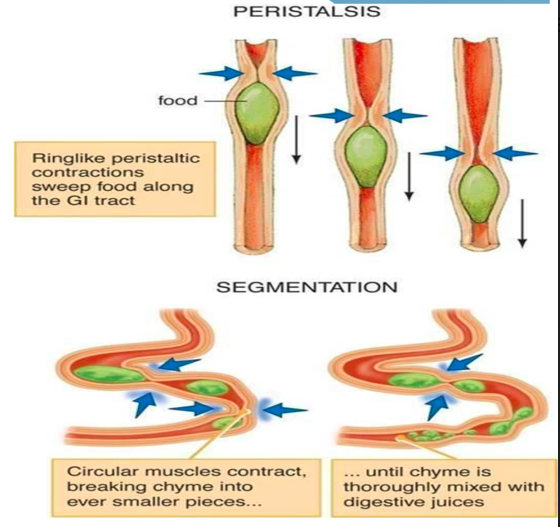 PERISTALSIS
food
Ringlike peristaltic
contractions
sweep food along
the GI tract
SEGMENTATION
Circular muscles contract,
breaking chyme into
ever smaller pieces...
... until chyme is
thoroughly mixed with
digestive juices